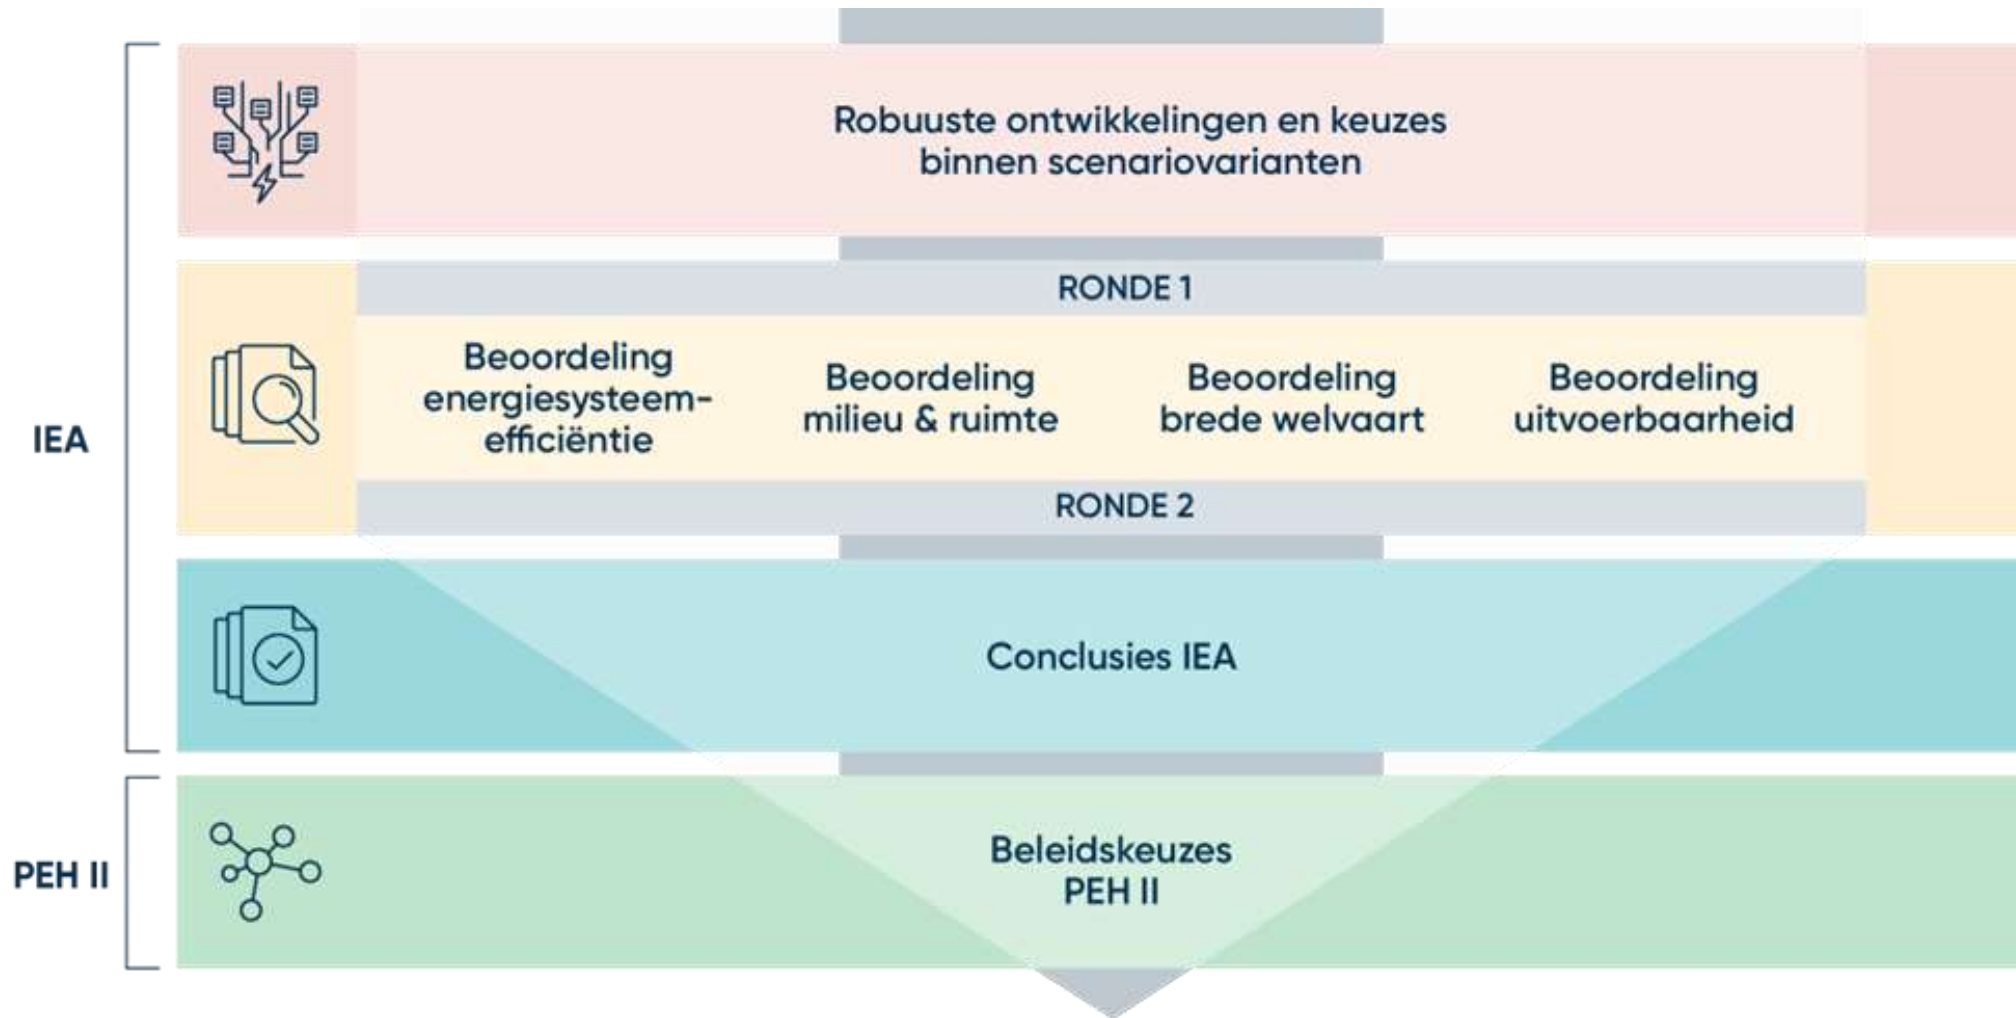 Robuuste ontwikkelingen en keuzes
binnen scenariovarianten
RONDE 1
Beoordeling
energiesysteem-
efficiëntie
Beoordeling
milieu & ruimte
Beoordeling
brede welvaart
Beoordeling
uitvoerbaarheid
RONDE 2
IEA
Conclusies IEA
PEH II
Beleidskeuzes
PEH II